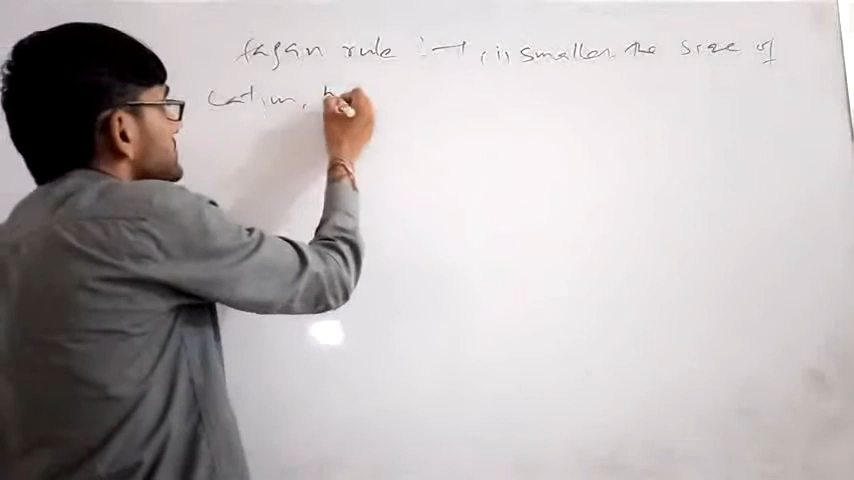 fajan rule :→ (i) smaller the size of
cation, h